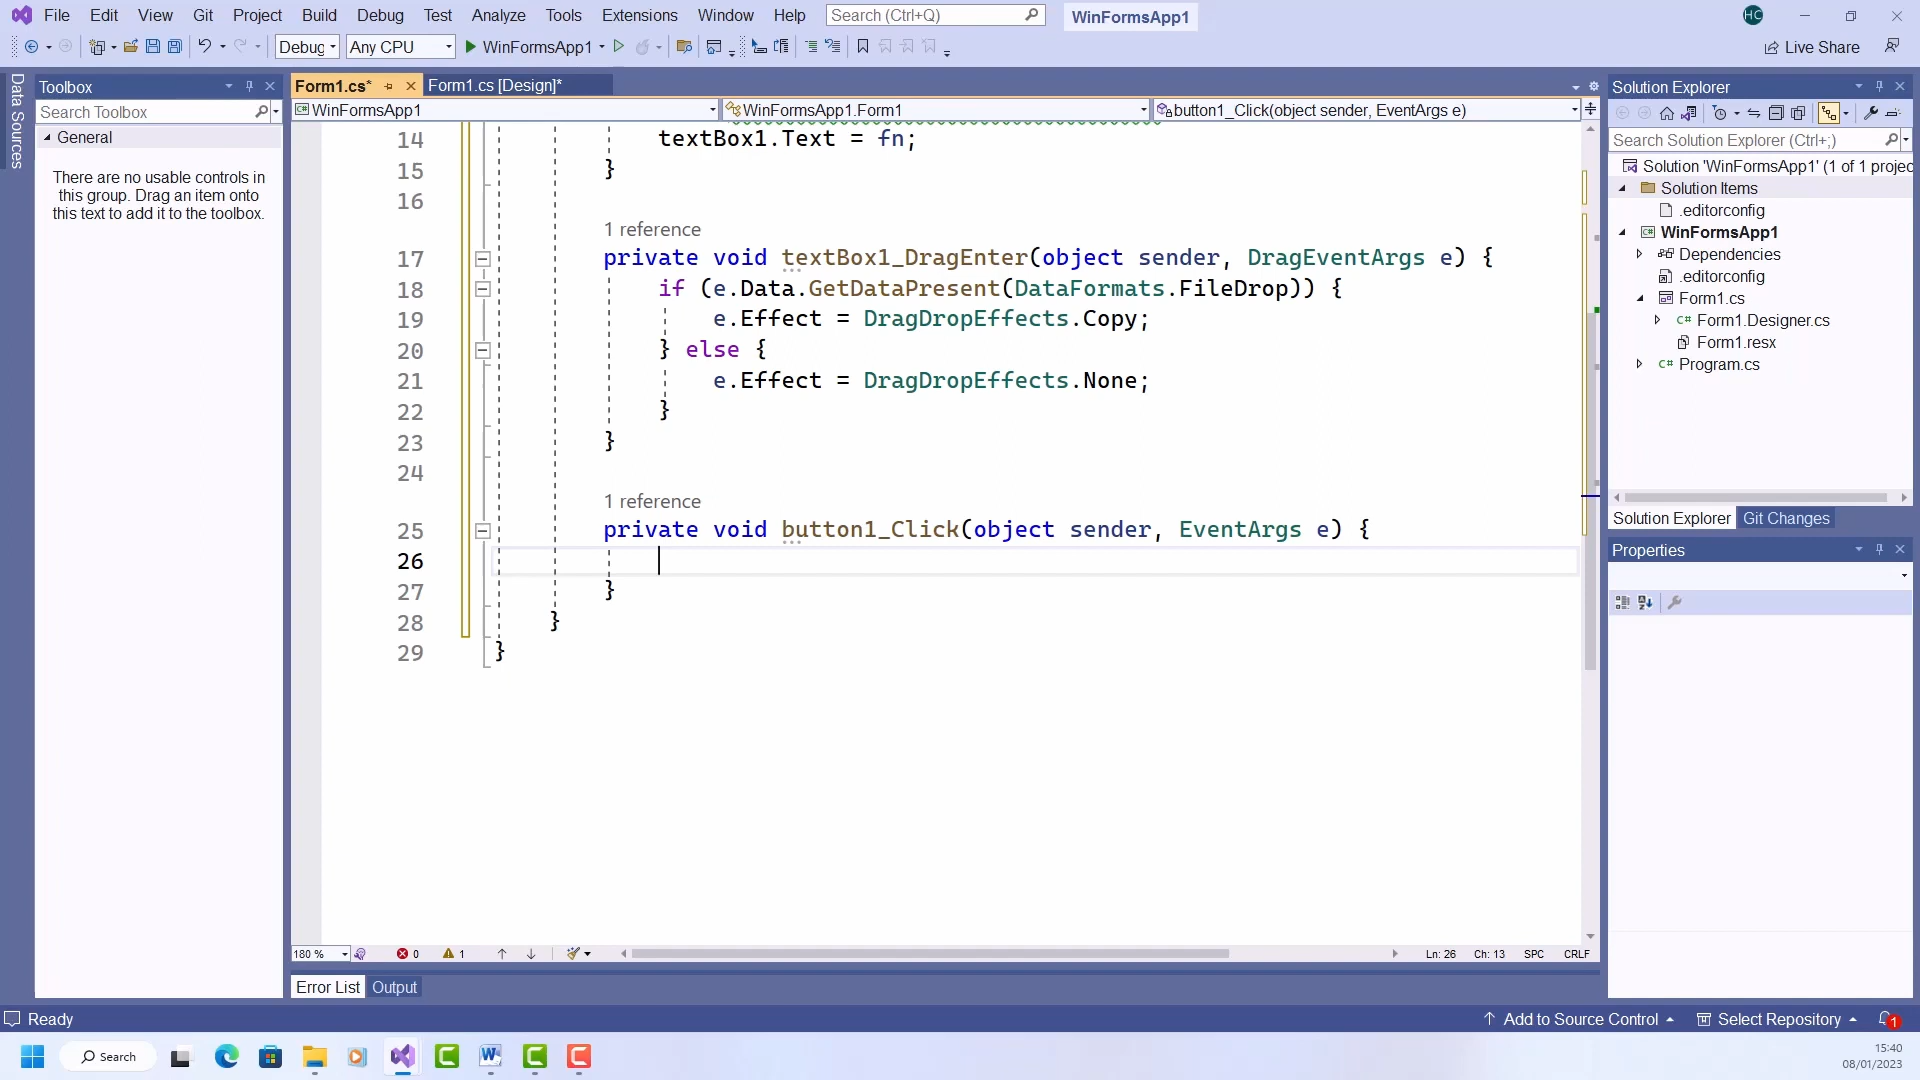 File Edit View Git Project Build Debug Test Analyze Tools Extensions Window Help Search (Ctrl+Q) WinFormsApp1
Debug Any CPU WinFormsApp1 Live Share
Data Sources
Toolbox
Search Toolbox
General
There are no usable controls in
this group. Drag an item onto
this text to add it to the toolbox.
Form1.cs* Form1.cs [Design]*
WinFormsApp1 WinFormsApp1.Form1 button1_Click(object sender, EventArgs e)
14 textBox1.Text = fn;
15 }
16
1 reference
17 private void textBox1_DragEnter(object sender, DragEventArgs e) {
18 if (e.Data.GetDataPresent(DataFormats.FileDrop)) {
19 e.Effect = DragDropEffects.Copy;
20 } else {
21 e.Effect = DragDropEffects.None;
22 }
23 }
24
1 reference
25 private void button1_Click(object sender, EventArgs e) {
26
27 }
28 }
29 }
180 % 0 1 Ln: 26 Ch: 13 SPC CRLF
Error List Output
Solution Explorer
Search Solution Explorer (Ctrl+;)
Solution 'WinFormsApp1' (1 of 1 projec
Solution Items
.editorconfig
WinFormsApp1
Dependencies
.editorconfig
Form1.cs
C# Form1.Designer.cs
Form1.resx
C# Program.cs
Solution Explorer Git Changes
Properties
Ready Add to Source Control Select Repository 1
Search
15:40
08/01/2023
HC